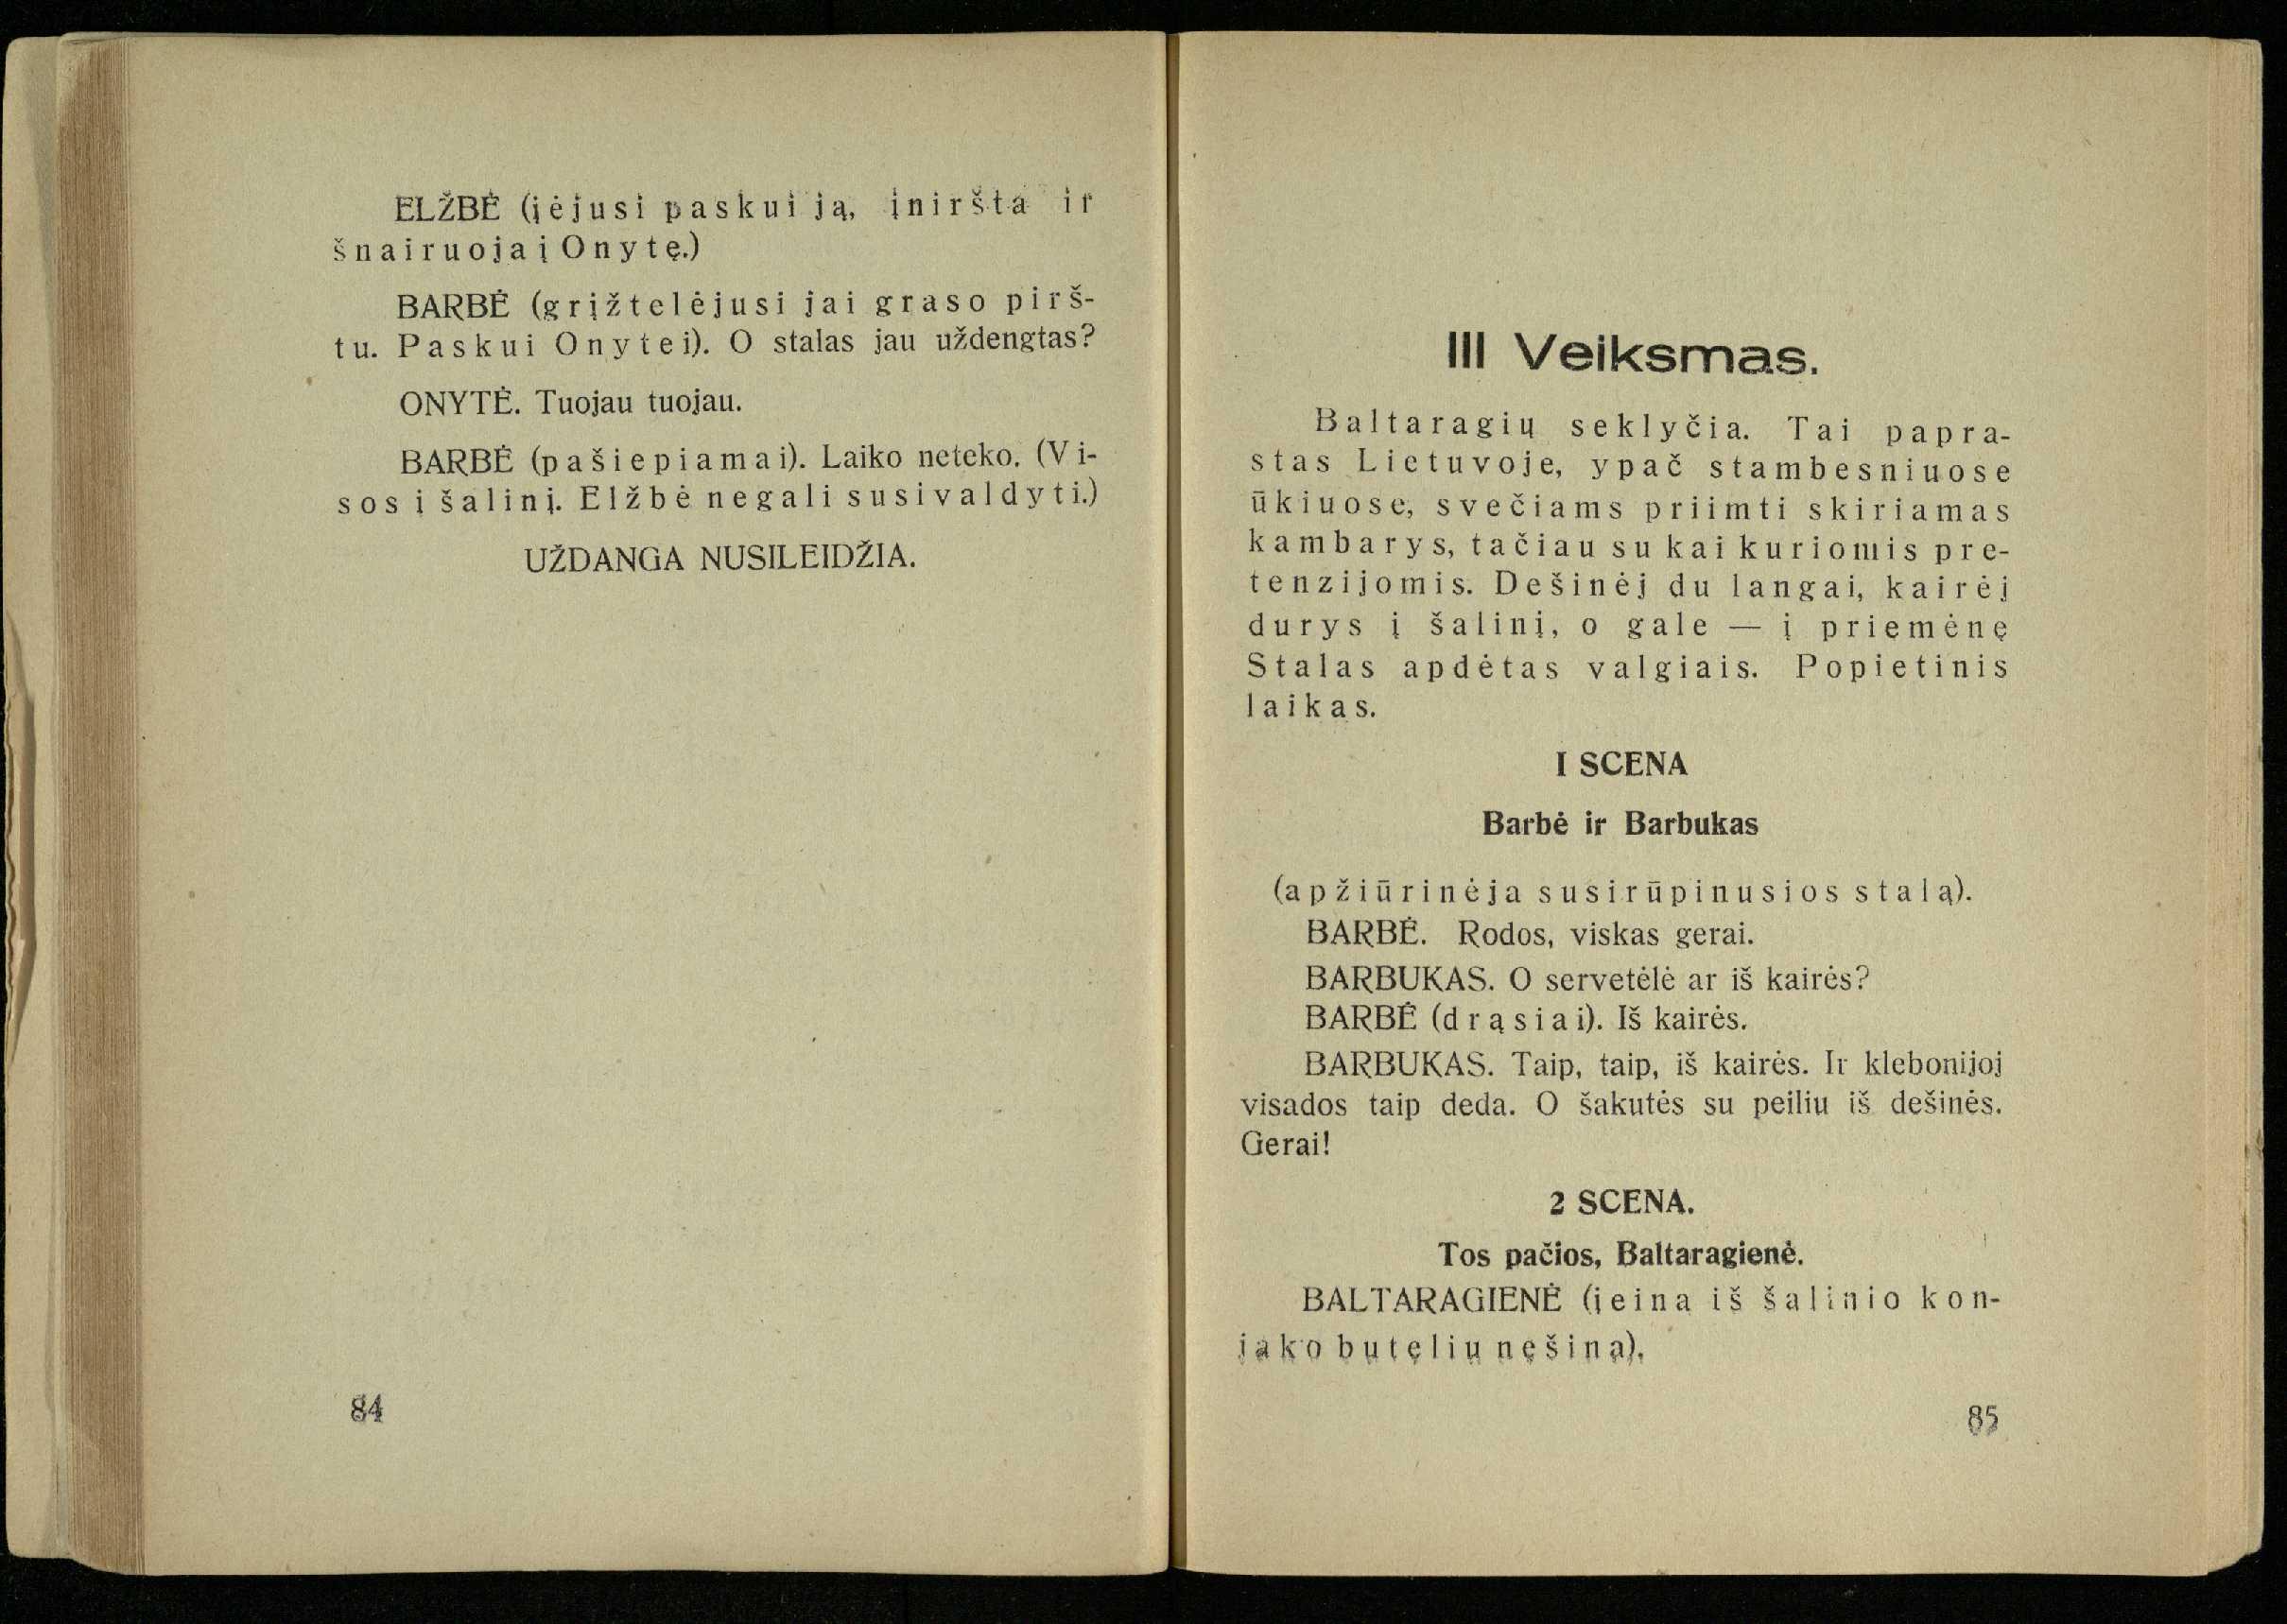 ELŽBĖ (įėjusi paskui ją, įniršta ir
šnairuoja į Onytę.)
BARBĖ (grįžtelėjusi jai graso pirš-
tu. Paskui Onytei). O stalas jau uždengtas?
ONYTĖ. Tuojau tuojau.
BARBĖ (pašiepiamai). Laiko neteko. (Vi-
sos į šalinį. Elžbė negali susivaldyti.)
UŽDANGA NUSILEIDŽIA.
84
III Veiksmas.
Baltaragių seklyčia. Tai papra-
stas Lietuvoje, ypač stambesniuose
ūkiuose, svečiams priimti skiriamas
kambarys, tačiau su kai kuriomis pre-
tenzijomis. Dešinėj du langai, kairėj
durys į šalinį, o gale — į priemėnę
Stalas apdėtas valgiais. Popietinis
laikas.
I SCENA
Barbė ir Barbukas
(apžiūrinėja susirūpinusios stalą).
BARBĖ. Rodos, viskas gerai.
BARBUKAS. O servetėlė ar iš kairės?
BARBĖ (drąsiai). Iš kairės.
BARBUKAS. Taip, taip, iš kairės. Ir klebonijoj
visados taip deda. O šakutės su peiliu iš dešinės.
Gerai!
2 SCENA.
Tos pačios, Baltaragienė.
BALTARAGIENĖ (įeina iš šalinio kon-
jako buteliu nešina).
85